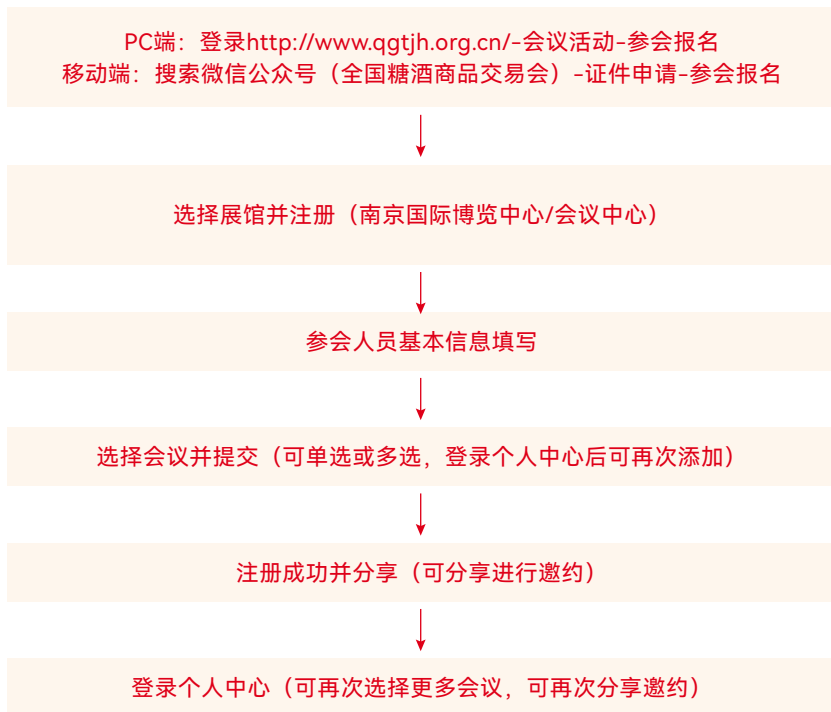 PC端：登录http://www.qgtjh.org.cn/-会议活动-参会报名
移动端：搜索微信公众号（全国糖酒商品交易会）-证件申请-参会报名
选择展馆并注册（南京国际博览中心/会议中心）
参会人员基本信息填写
选择会议并提交（可单选或多选，登录个人中心后可再次添加）
注册成功并分享（可分享进行邀约）
登录个人中心（可再次选择更多会议，可再次分享邀约）